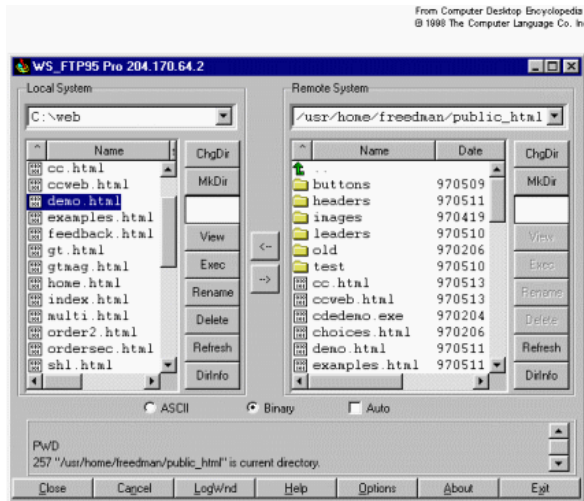 From Computer Desktop Encyclopedia
© 1998 The Computer Language Co. In
WS_FTP95 Pro 204.170.64.2
Local System
C:\web
^ Name s
cc.html
ccweb.html
demo.html
examples.html
feedback.html
gt.html
gtmag.html
home.html
index.html
multi.html
order2.html
ordersec.html
shl.html
ChgDir
MkDir
View
Exec
Rename
Delete
Refresh
DirInfo
<--
-->
Remote System
/usr/home/freedman/public_html
^ Name Date
..
buttons 970509
headers 970511
images 970419
leaders 970510
old 970206
test 970510
cc.html 970513
ccweb.html 970513
cdedemo.exe 970204
choices.html 970206
demo.html 970511
examples.html 970511
ChgDir
MkDir
View
Exec
Rename
Delete
Refresh
DirInfo
ASCII Binary Auto
PWD
257 "/usr/home/freedman/public_html" is current directory.
Close Cancel LogWnd Help Options About Exit